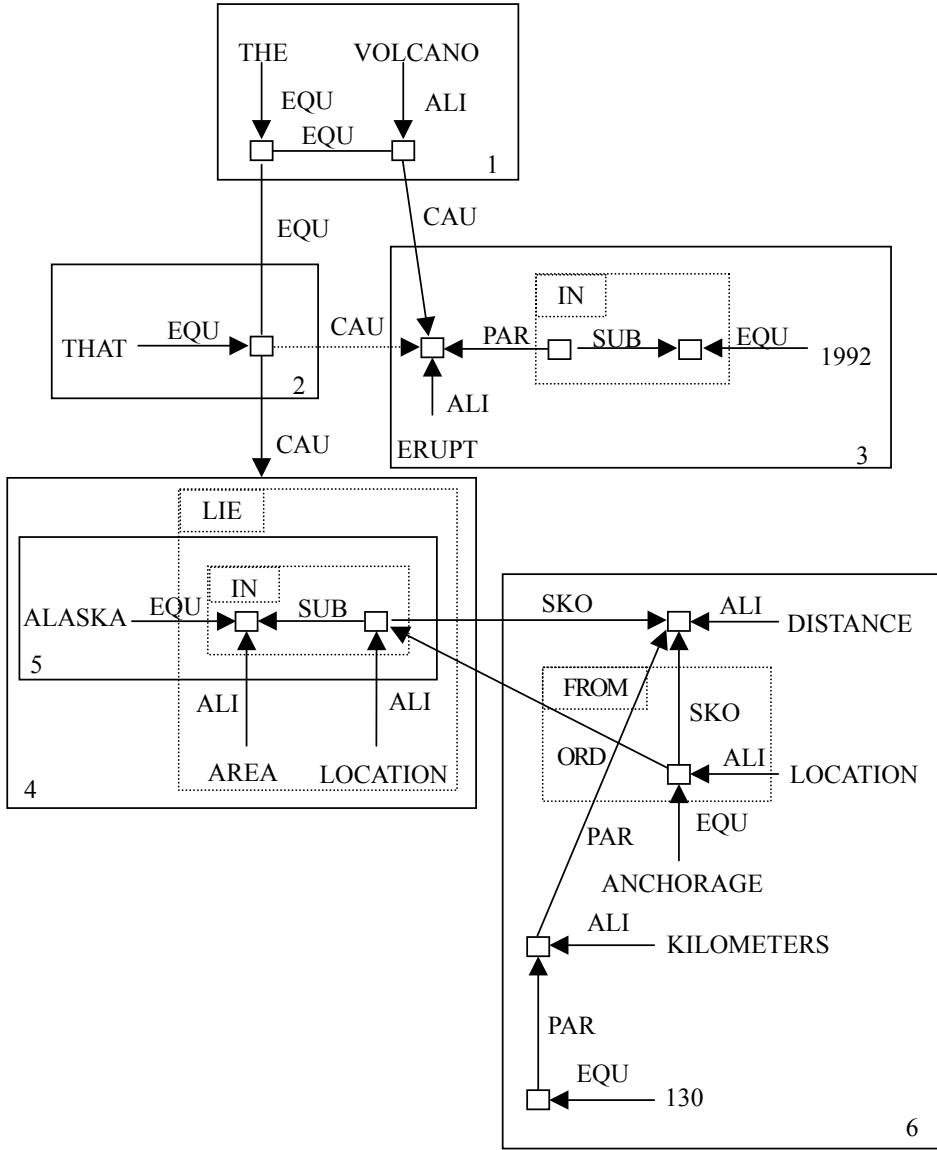 THE VOLCANO
EQU ALI
EQU
1
EQU CAU
IN
THAT EQU CAU PAR SUB EQU 1992
2 ALI
CAU ERUPT 3
LIE
IN
ALASKA EQU SUB SKO ALI DISTANCE
5 ALI ALI FROM SKO
AREA LOCATION ORD ALI LOCATION
4 EQU
PAR ANCHORAGE
ALI KILOMETERS
PAR
EQU 130
6